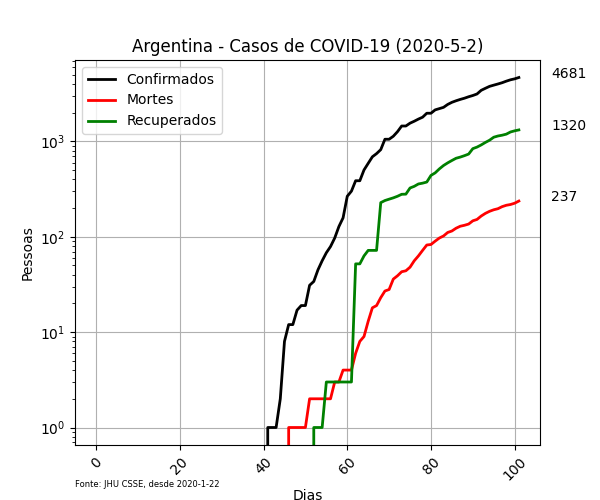 Argentina - Casos de COVID-19 (2020-5-2)
Confirmados
Mortes
Recuperados
4681
1320
237
10³
10²
10¹
10⁰
Pessoas
0 20 40 60 80 100
Fonte: JHU CSSE, desde 2020-1-22
Dias